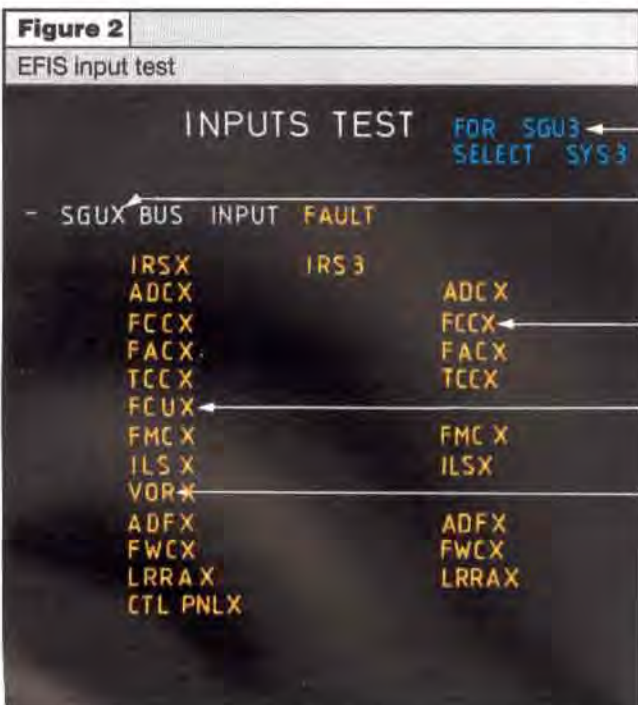 Figure 2
EFIS input test
INPUTS TEST FOR SGU3
SELECT SYS3
- SGUX BUS INPUT FAULT
IRSX IRS3
ADCX ADCX
FCCX FCCX
FACX FACX
TCCX TCCX
FCUX
FMCX FMCX
ILSX ILSX
VORX
ADFX ADFX
FWCX FWCX
LRRAX LRRAX
CTL PNLX